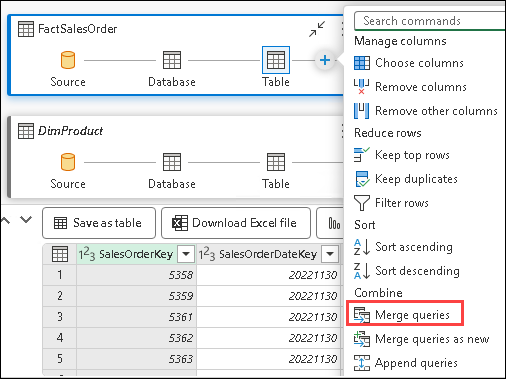 FactSalesOrder
Source
Database
Table
DimProduct
Source
Database
Table
Save as table
Download Excel file
1²3 SalesOrderKey
1²3 SalesOrderDateKey
1 5358 20221130
2 5359 20221130
3 5361 20221130
4 5362 20221130
5 5363 20221130
Search commands
Manage columns
Choose columns
Remove columns
Remove other columns
Reduce rows
Keep top rows
Keep duplicates
Filter rows
Sort
A Z Sort ascending
Z A Sort descending
Combine
Merge queries
Merge queries as new
Append queries